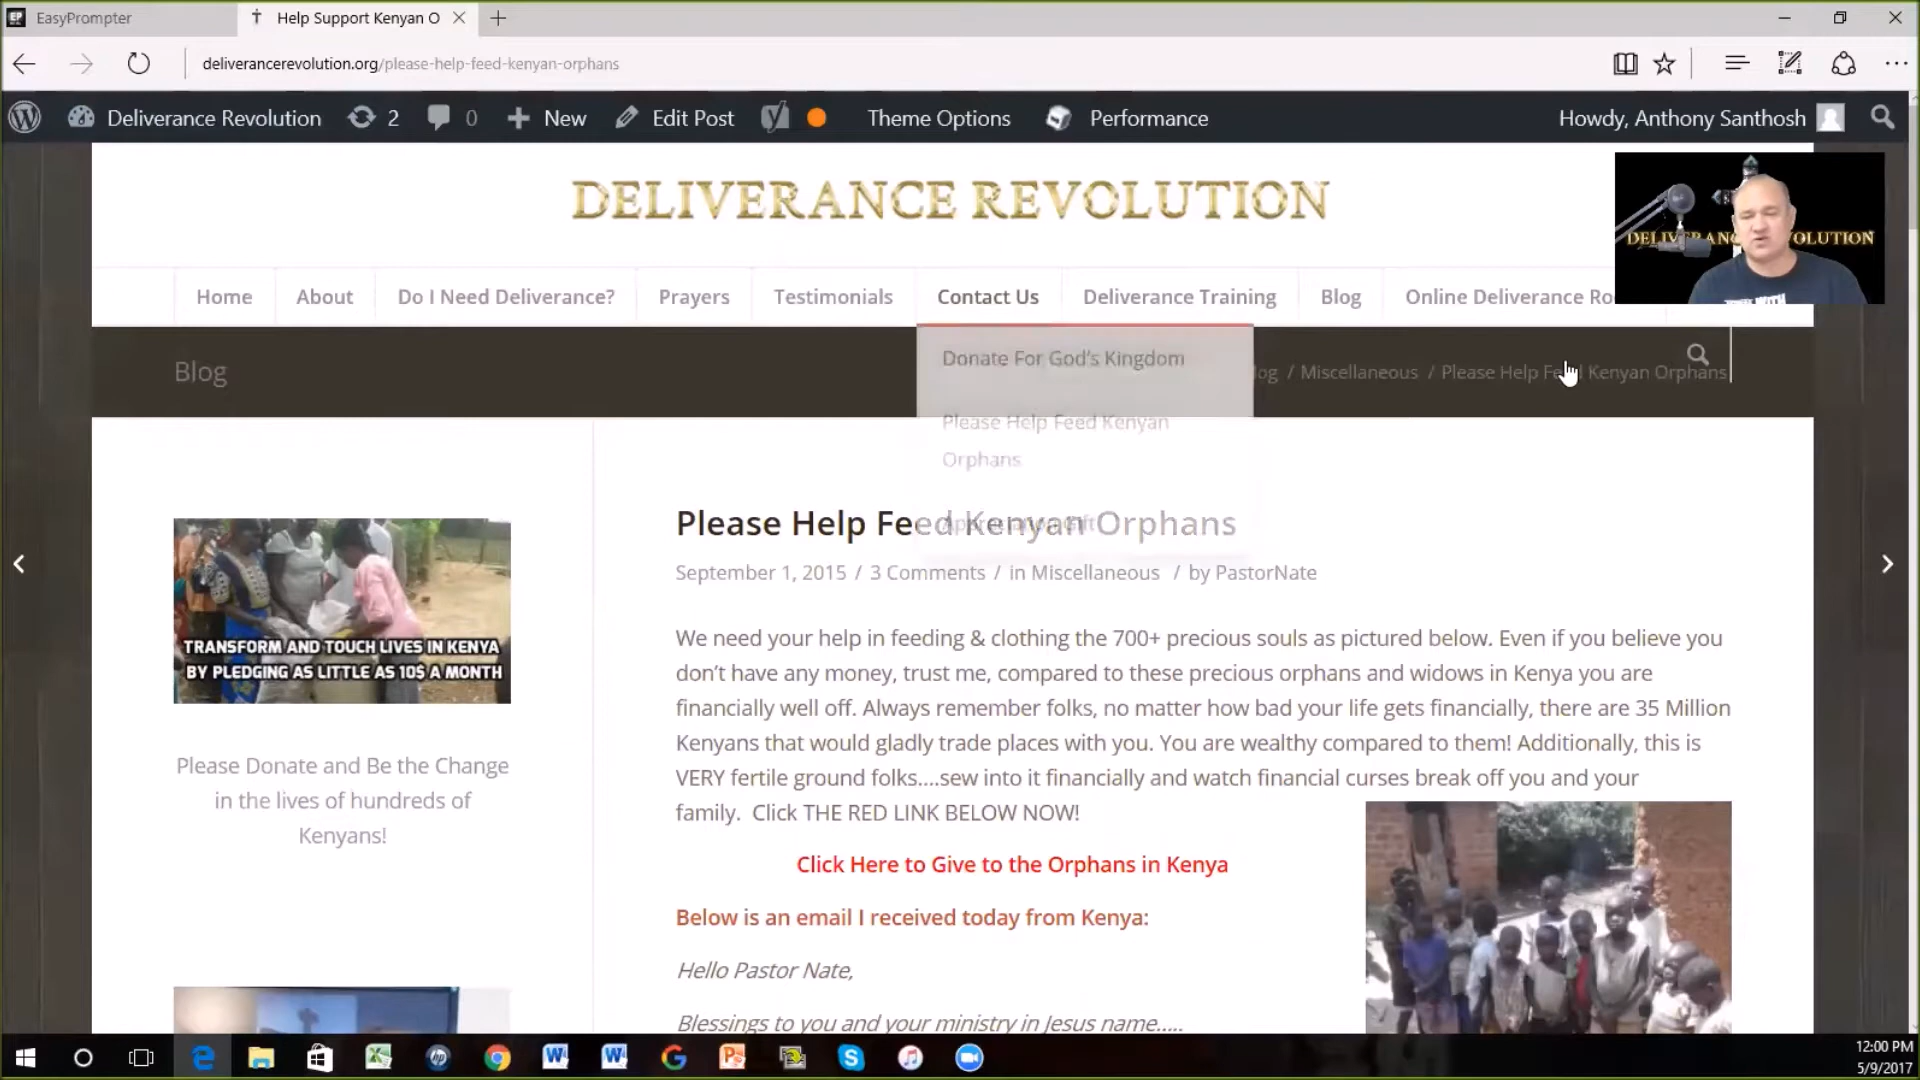 EasyPrompter
Help Support Kenyan O
deliverancerevolution.org/please-help-feed-kenyan-orphans
Deliverance Revolution 2 0 New Edit Post Theme Options Performance Howdy, Anthony Santhosh
DELIVERANCE REVOLUTION
Home About Do I Need Deliverance? Prayers Testimonials Contact Us Deliverance Training Blog Online Deliverance Ro
Donate For God's Kingdom
Please Help Feed Kenyan
Orphans
Blog
log / Miscellaneous / Please Help Feed Kenyan Orphans
TRANSFORM AND TOUCH LIVES IN KENYA
BY PLEDGING AS LITTLE AS 10$ A MONTH
Please Donate and Be the Change
in the lives of hundreds of
Kenyans!
Please Help Feed Kenyan Orphans
September 1, 2015 / 3 Comments / in Miscellaneous / by PastorNate
We need your help in feeding & clothing the 700+ precious souls as pictured below. Even if you believe you
don't have any money, trust me, compared to these precious orphans and widows in Kenya you are
financially well off. Always remember folks, no matter how bad your life gets financially, there are 35 Million
Kenyans that would gladly trade places with you. You are wealthy compared to them! Additionally, this is
VERY fertile ground folks....sew into it financially and watch financial curses break off you and your
family. Click THE RED LINK BELOW NOW!
Click Here to Give to the Orphans in Kenya
Below is an email I received today from Kenya:
Hello Pastor Nate,
Blessings to you and your ministry in Jesus name.....
12:00 PM
5/9/2017